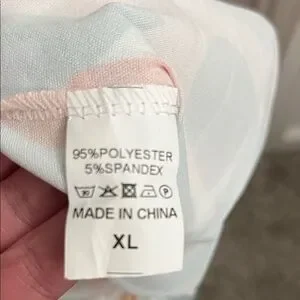 95%POLYESTER
5%SPANDEX
MADE IN CHINA
XL